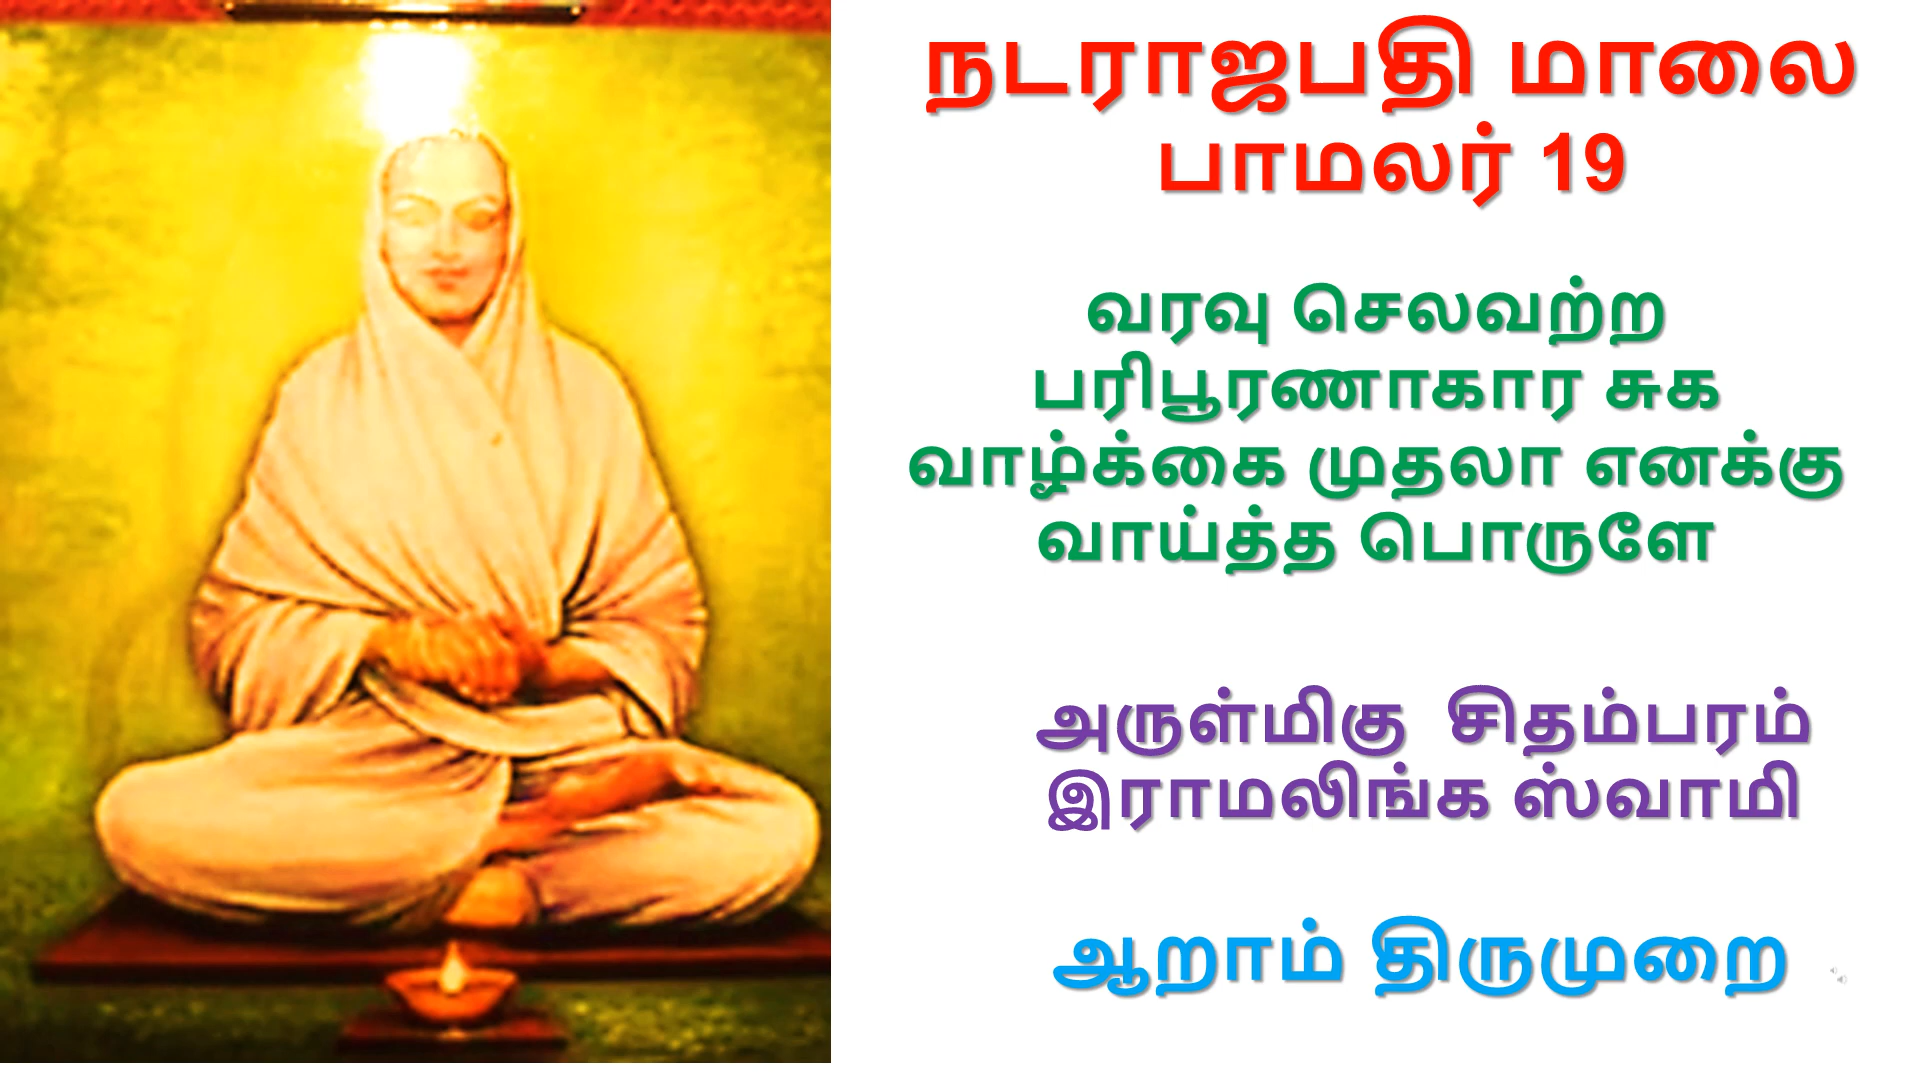 நடராஜபதி மாலை
பாமலர் 19
வரவு செலவற்ற
பரிபூரணாகார சுக
வாழ்க்கை முதலா எனக்கு
வாய்த்த பொருளே
அருள்மிகு சிதம்பரம்
இராமலிங்க ஸ்வாமி
ஆறாம் திருமுறை